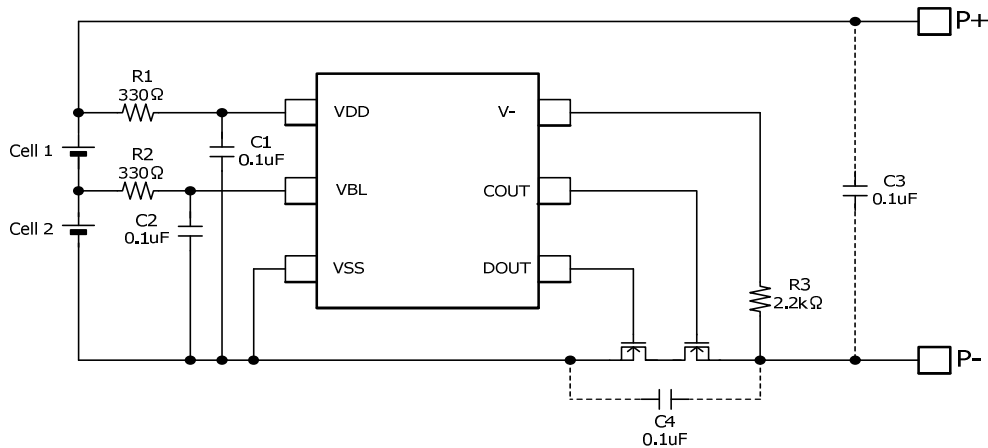 P+
R1
330Ω
VDD
V-
C1
0.1uF
Cell 1
R2
330Ω
VBL
COUT
C3
0.1uF
C2
0.1uF
Cell 2
VSS
DOUT
R3
2.2kΩ
P-
C4
0.1uF